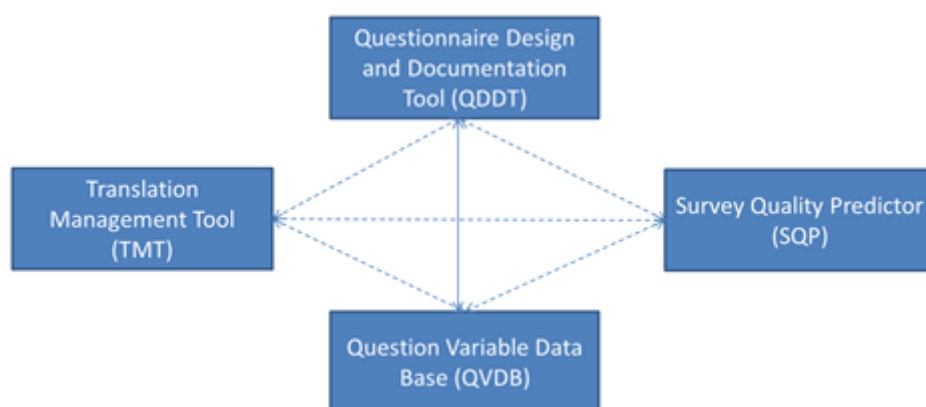 Questionnaire Design
and Documentation
Tool (QDDT)
Translation
Management Tool
(TMT)
Survey Quality Predictor
(SQP)
Question Variable Data
Base (QVDB)